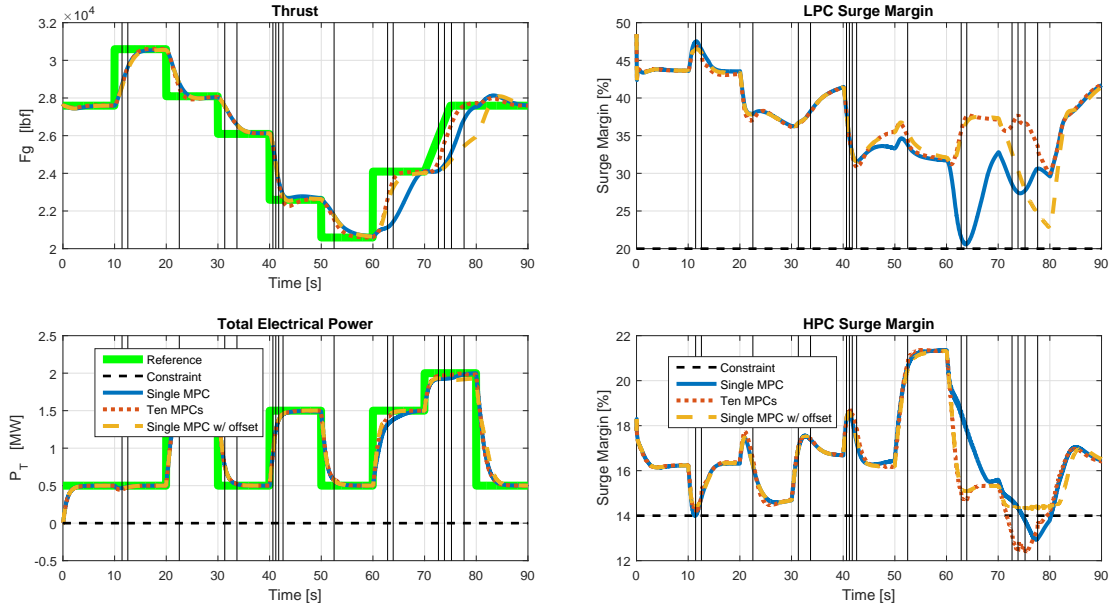 Thrust
×10⁴
3.2
3
2.8
2.6
2.4
2.2
2
Fg [lbf]
0 10 20 30 40 50 60 70 80 90
Time [s]
LPC Surge Margin
50
45
40
35
30
25
20
Surge Margin [%]
0 10 20 30 40 50 60 70 80 90
Time [s]
Total Electrical Power
2.5
2
1.5
1
0.5
0
-0.5
P_T [MW]
Reference
Constraint
Single MPC
Ten MPCs
Single MPC w/ offset
0 10 20 30 40 50 60 70 80 90
Time [s]
HPC Surge Margin
22
20
18
16
14
12
Surge Margin [%]
Constraint
Single MPC
Ten MPCs
Single MPC w/ offset
0 10 20 30 40 50 60 70 80 90
Time [s]